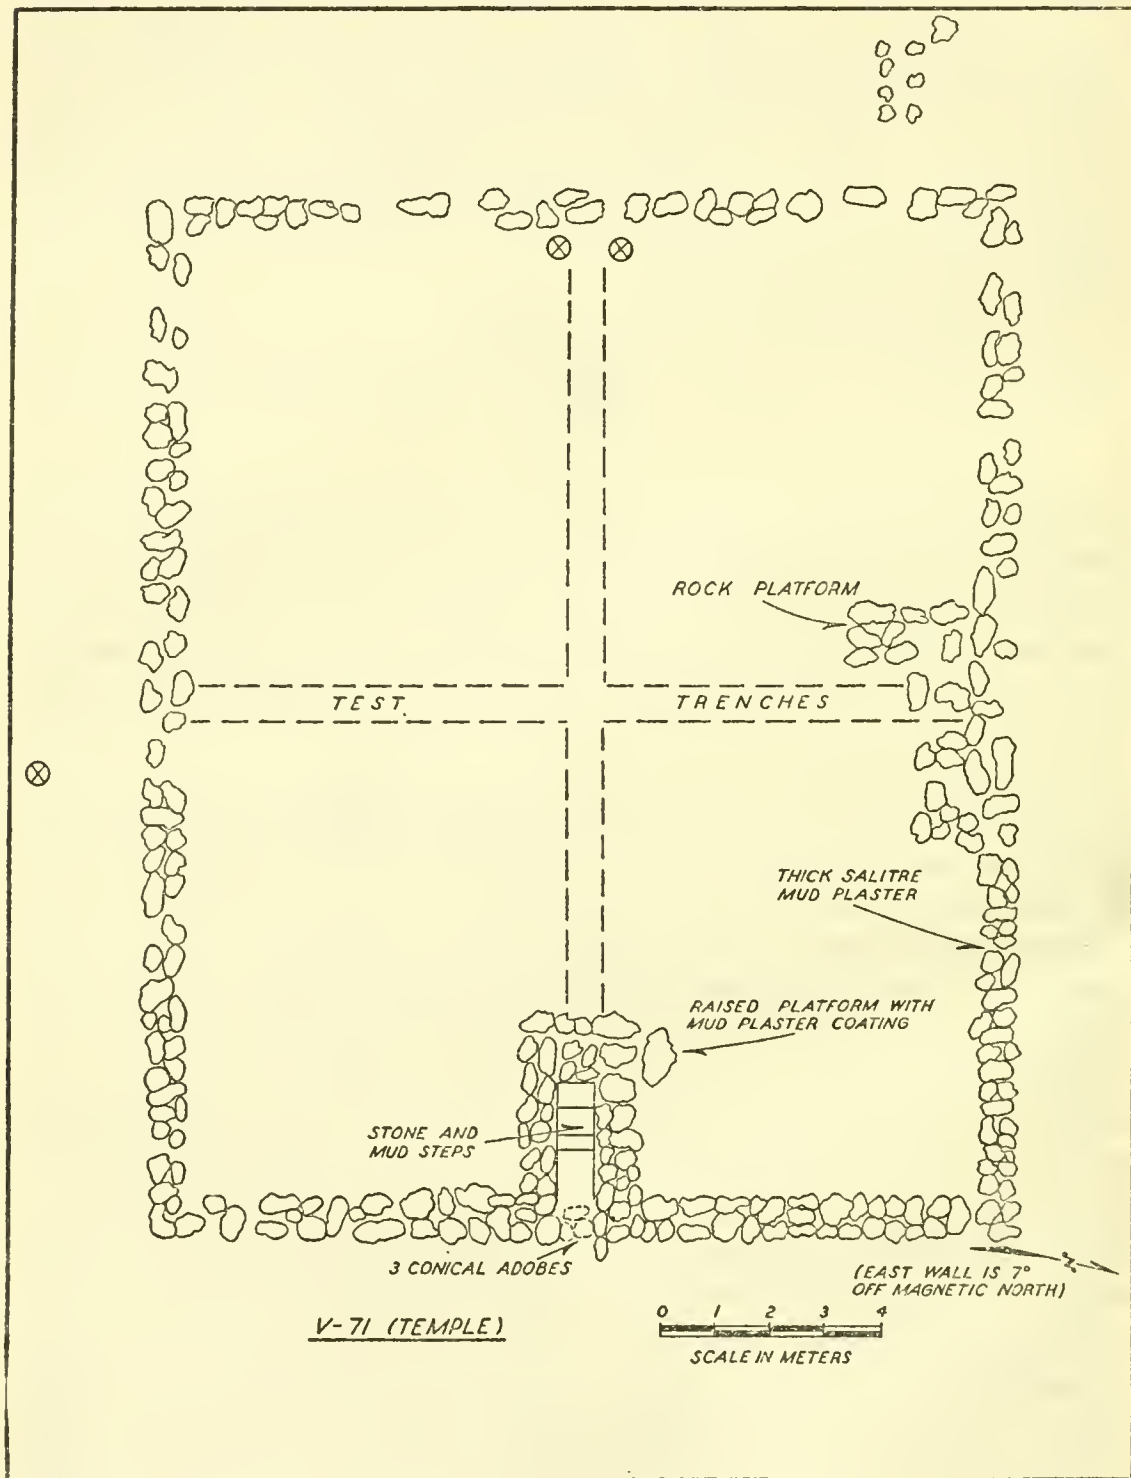 ROCK PLATFORM
TEST
TRENCHES
THICK SALITRE
MUD PLASTER
RAISED PLATFORM WITH
MUD PLASTER COATING
STONE AND
MUD STEPS
3 CONICAL ADOBES
N
(EAST WALL IS 7°
OFF MAGNETIC NORTH)
V-71 (TEMPLE)
0 1 2 3 4
SCALE IN METERS